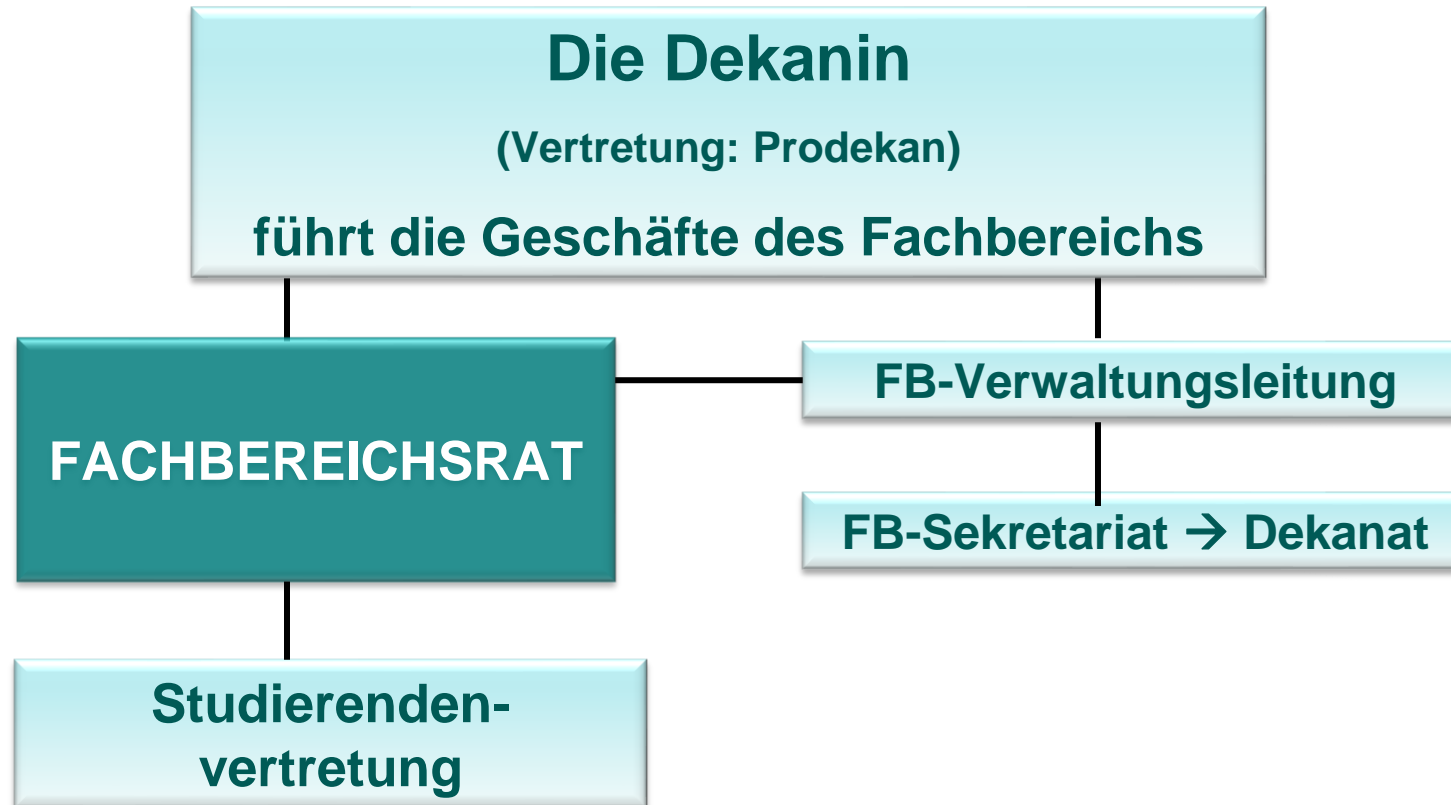 Die Dekanin
(Vertretung: Prodekan)
führt die Geschäfte des Fachbereichs
FACHBEREICHSRAT
FB-Verwaltungsleitung
FB-Sekretariat → Dekanat
Studierenden-
vertretung